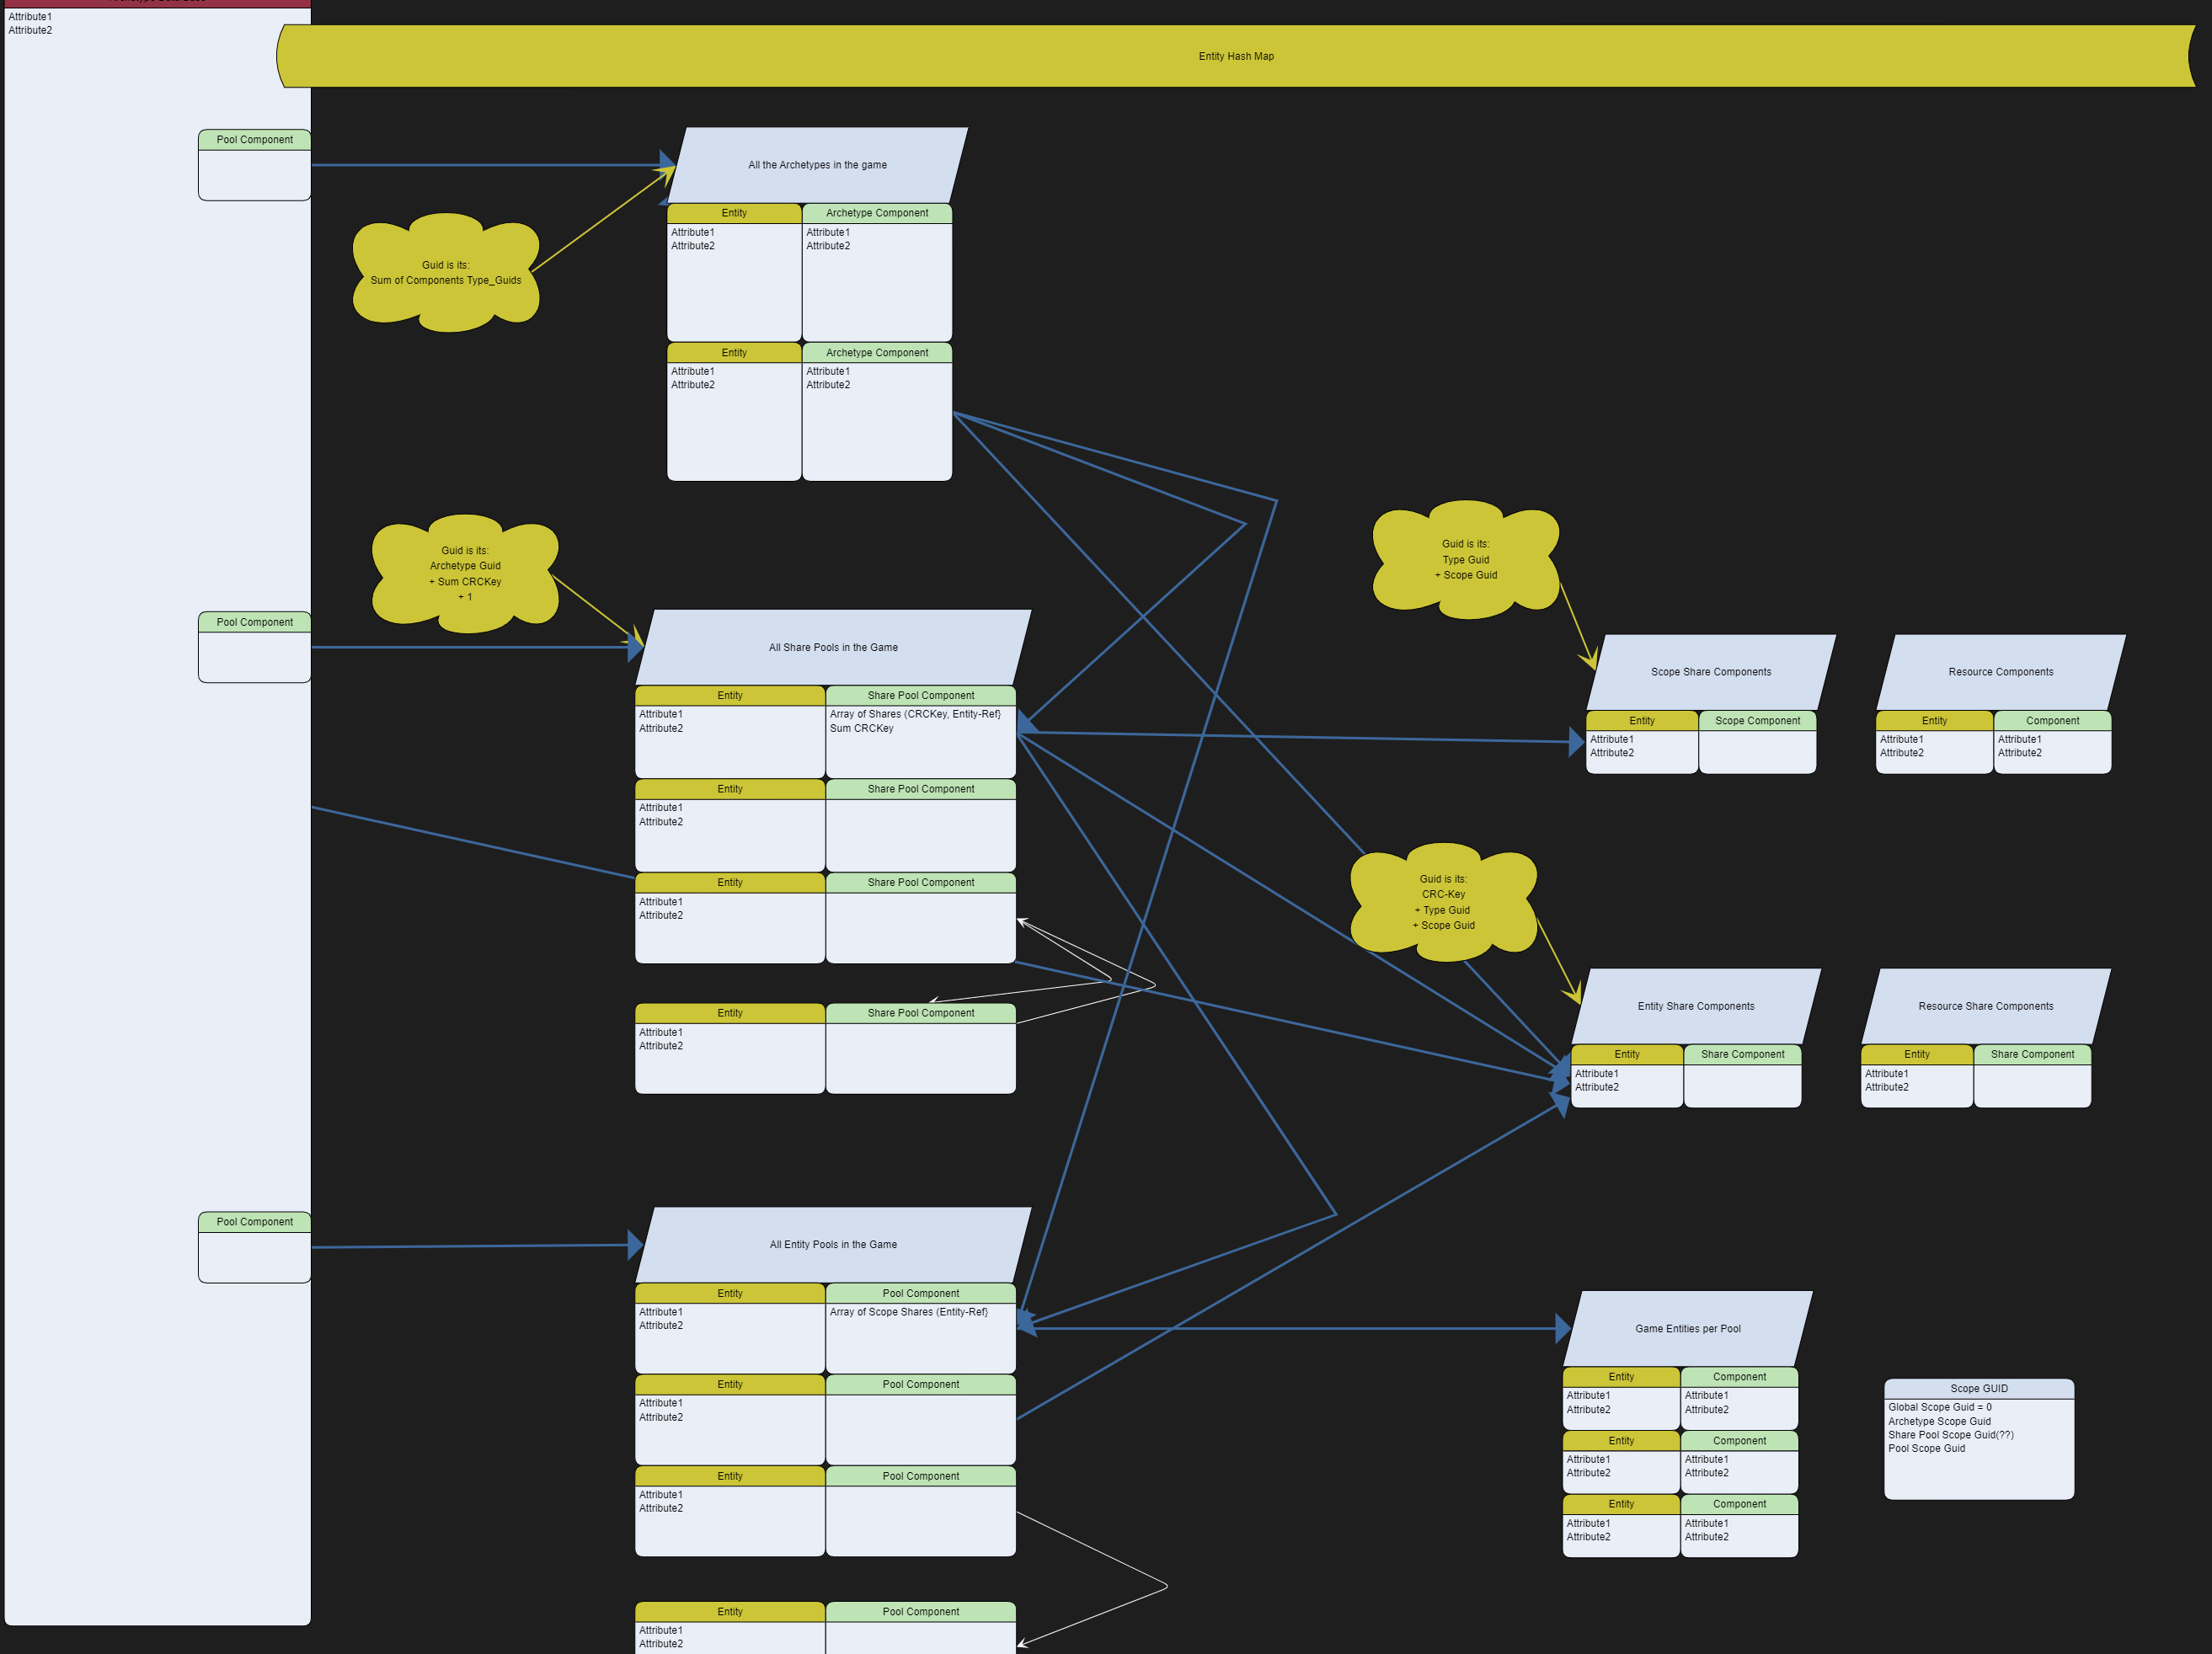 Attribute1
Attribute2
Entity Hash Map
Pool Component
All the Archetypes in the game
Entity
Archetype Component
Attribute1
Attribute2
Attribute1
Attribute2
Guid is its:
Sum of Components Type_Guids
Entity
Archetype Component
Attribute1
Attribute2
Attribute1
Attribute2
Guid is its:
Archetype Guid
+ Sum CRCKey
+ 1
Guid is its:
Type Guid
+ Scope Guid
Pool Component
All Share Pools in the Game
Entity
Share Pool Component
Attribute1
Attribute2
Array of Shares (CRCKey, Entity-Ref}
Sum CRCKey
Entity
Share Pool Component
Attribute1
Attribute2
Entity
Share Pool Component
Attribute1
Attribute2
Entity
Share Pool Component
Attribute1
Attribute2
Scope Share Components
Entity
Scope Component
Attribute1
Attribute2
Resource Components
Entity
Component
Attribute1
Attribute2
Attribute1
Attribute2
Guid is its:
CRC-Key
+ Type Guid
+ Scope Guid
Entity Share Components
Entity
Share Component
Attribute1
Attribute2
Resource Share Components
Entity
Share Component
Attribute1
Attribute2
Pool Component
All Entity Pools in the Game
Entity
Pool Component
Attribute1
Attribute2
Array of Scope Shares (Entity-Ref}
Entity
Pool Component
Attribute1
Attribute2
Entity
Pool Component
Attribute1
Attribute2
Entity
Pool Component
Attribute1
Attribute2
Game Entities per Pool
Entity
Component
Attribute1
Attribute2
Attribute1
Attribute2
Entity
Component
Attribute1
Attribute2
Attribute1
Attribute2
Entity
Component
Attribute1
Attribute2
Attribute1
Attribute2
Scope GUID
Global Scope Guid = 0
Archetype Scope Guid
Share Pool Scope Guid(??)
Pool Scope Guid